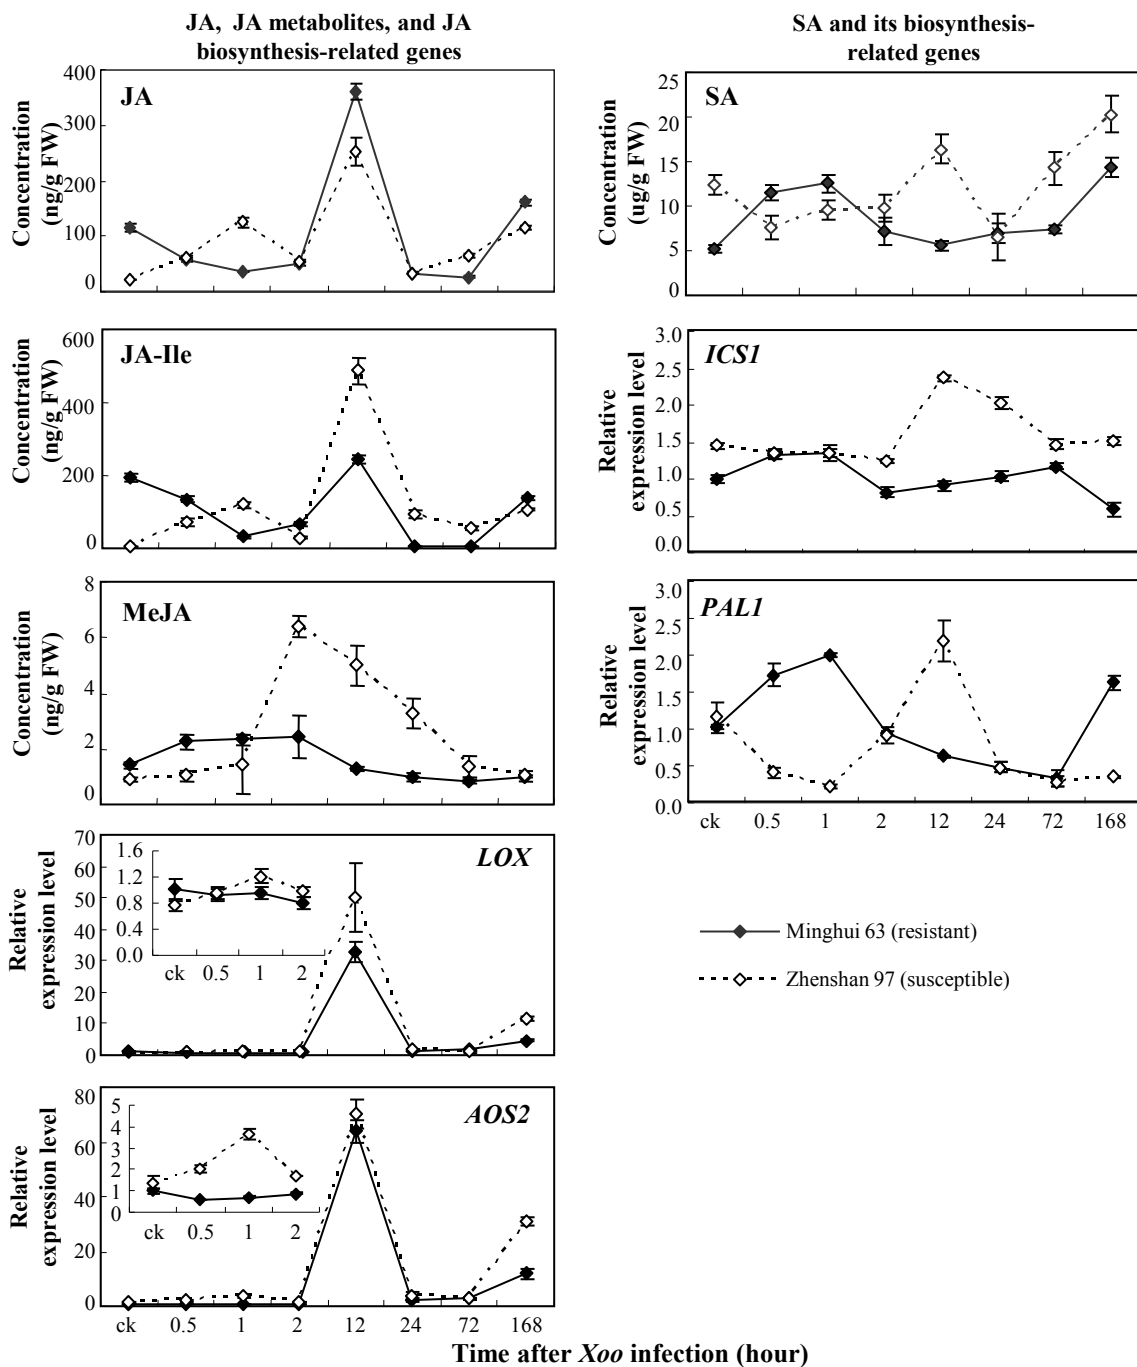 JA, JA metabolites, and JA
biosynthesis-related genes
SA and its biosynthesis-
related genes
JA
Concentration
(ng/g FW)
400
300
200
100
0
SA
Concentration
(ug/g FW)
25
20
15
10
5
0
JA-Ile
Concentration
(ng/g FW)
600
400
200
0
ICS1
Relative
expression level
3.0
2.5
2.0
1.5
1.0
0.5
0.0
MeJA
Concentration
(ng/g FW)
8
6
4
2
0
PAL1
Relative
expression level
3.0
2.5
2.0
1.5
1.0
0.5
0.0
ck 0.5 1 2 12 24 72 168
LOX
Relative
expression level
70
60
50
40
30
20
10
0
1.6
1.2
0.8
0.4
0.0
ck 0.5 1 2
Minghui 63 (resistant)
Zhenshan 97 (susceptible)
AOS2
Relative
expression level
80
60
40
20
0
5
4
3
2
1
0
ck 0.5 1 2
ck 0.5 1 2 12 24 72 168
Time after Xoo infection (hour)